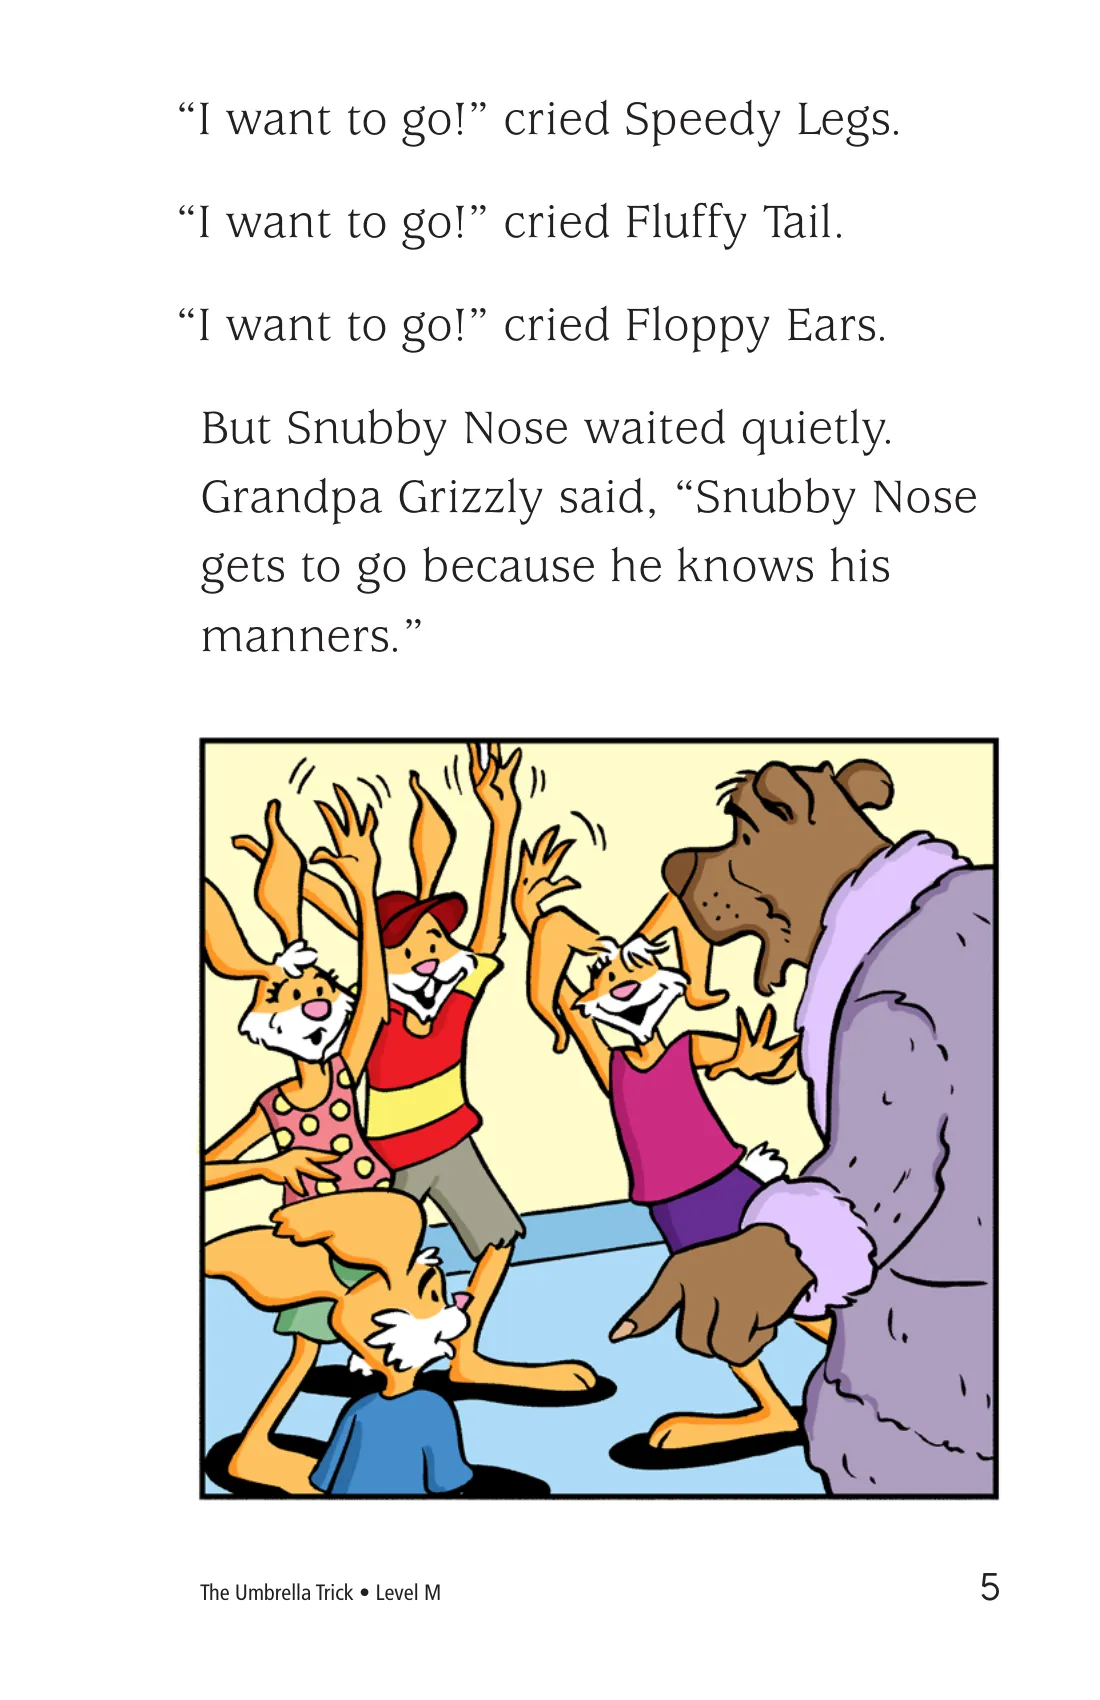 “I want to go!” cried Speedy Legs.
“I want to go!” cried Fluffy Tail.
“I want to go!” cried Floppy Ears.
But Snubby Nose waited quietly.
Grandpa Grizzly said, “Snubby Nose
gets to go because he knows his
manners.”
The Umbrella Trick • Level M
5